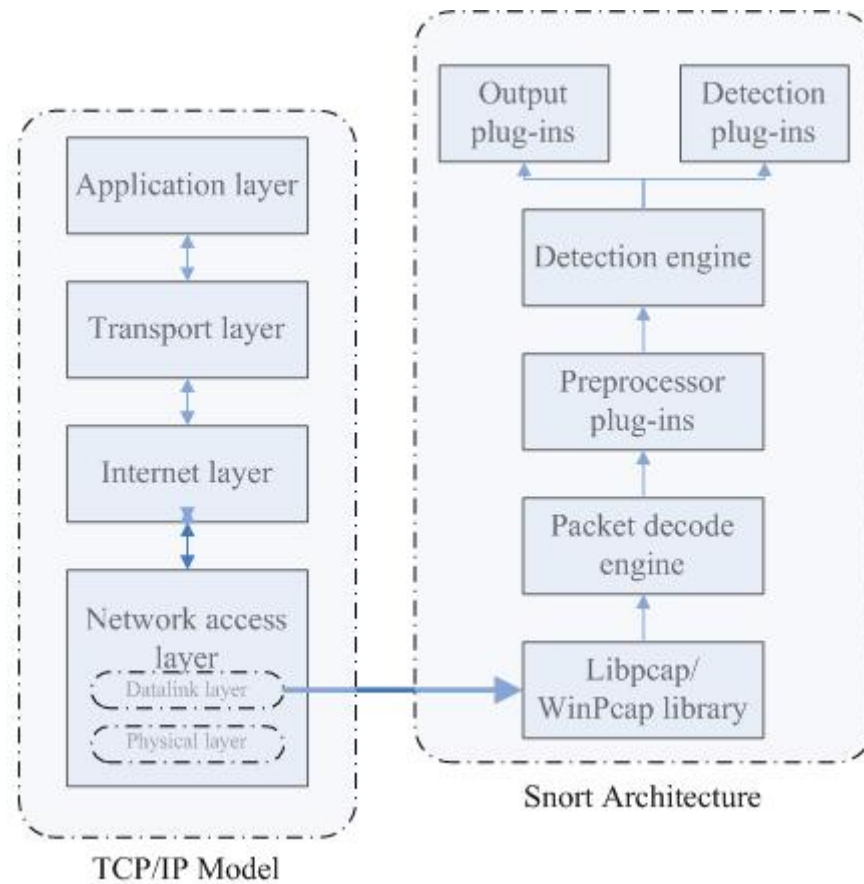 Application layer
Transport layer
Internet layer
Network access
layer
Datalink layer
Physical layer
TCP/IP Model
Output
plug-ins
Detection
plug-ins
Detection engine
Preprocessor
plug-ins
Packet decode
engine
Libpcap/
WinPcap library
Snort Architecture